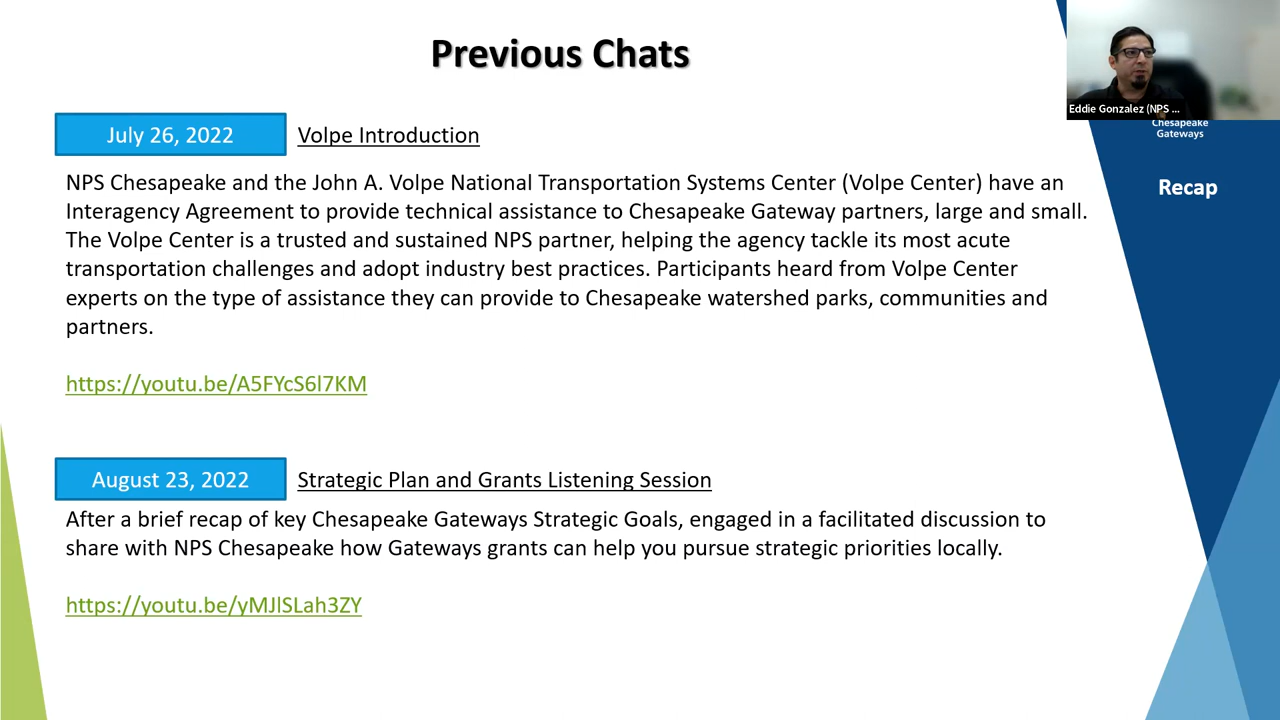 Previous Chats
Eddie Gonzalez (NPS ...
Chesapeake
Gateways
Recap
July 26, 2022
Volpe Introduction
NPS Chesapeake and the John A. Volpe National Transportation Systems Center (Volpe Center) have an
Interagency Agreement to provide technical assistance to Chesapeake Gateway partners, large and small.
The Volpe Center is a trusted and sustained NPS partner, helping the agency tackle its most acute
transportation challenges and adopt industry best practices. Participants heard from Volpe Center
experts on the type of assistance they can provide to Chesapeake watershed parks, communities and
partners.
https://youtu.be/A5FYcS6l7KM
August 23, 2022
Strategic Plan and Grants Listening Session
After a brief recap of key Chesapeake Gateways Strategic Goals, engaged in a facilitated discussion to
share with NPS Chesapeake how Gateways grants can help you pursue strategic priorities locally.
https://youtu.be/yMJlSLah3ZY